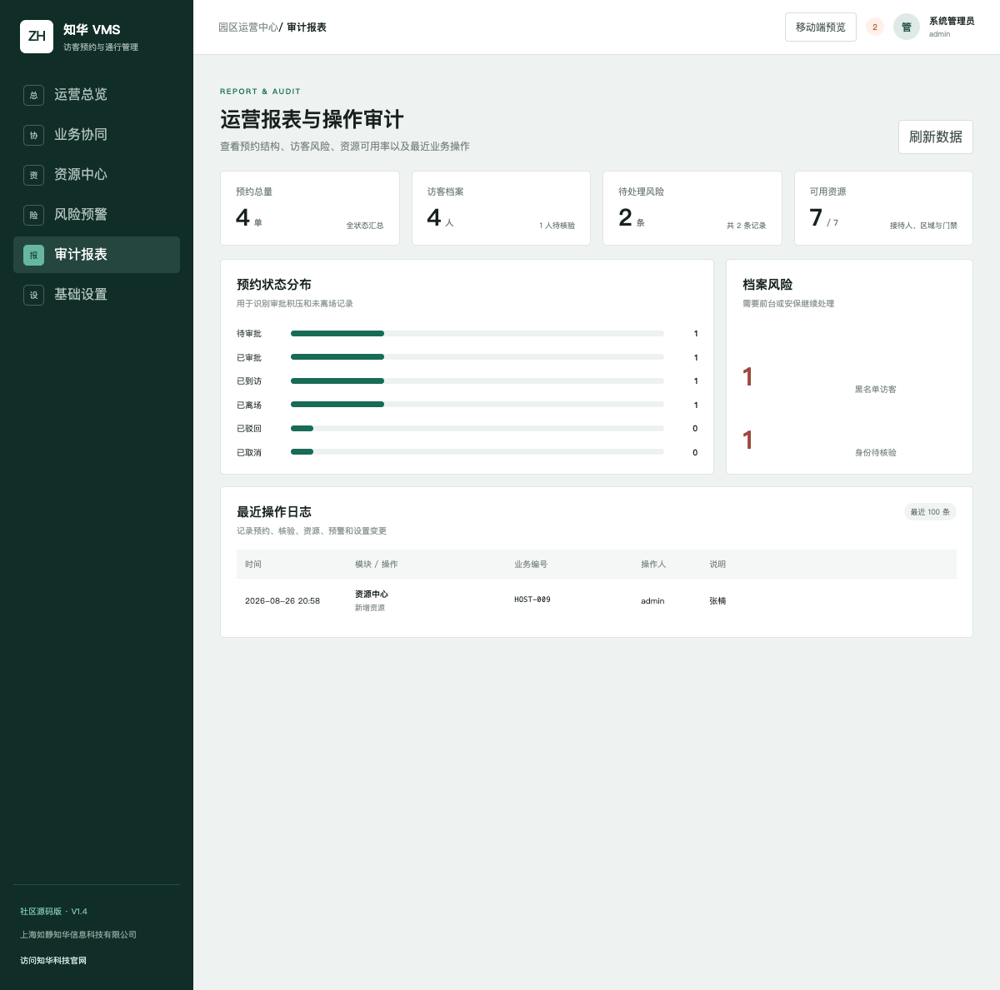 ZH
知华 VMS
访客预约与通行管理
总 运营总览
协 业务协同
资 资源中心
险 风险预警
报 审计报表
设 基础设置
社区源码版 · V1.4
上海如静知华信息科技有限公司
访问知华科技官网
园区运营中心/ 审计报表
移动端预览
2
管
系统管理员
admin
REPORT & AUDIT
运营报表与操作审计
查看预约结构、访客风险、资源可用率以及最近业务操作
刷新数据
预约总量
4 单
全状态汇总
访客档案
4 人
1 人待核验
待处理风险
2 条
共 2 条记录
可用资源
7 / 7
接待人、区域与门禁
预约状态分布
用于识别审批积压和未离场记录
待审批 1
已审批 1
已到访 1
已离场 1
已驳回 0
已取消 0
档案风险
需要前台或安保继续处理
1 黑名单访客
1 身份待核验
最近操作日志
记录预约、核验、资源、预警和设置变更
最近 100 条
时间 模块 / 操作 业务编号 操作人 说明
2026-08-26 20:58 资源中心 HOST-009 admin 张楠
新增资源